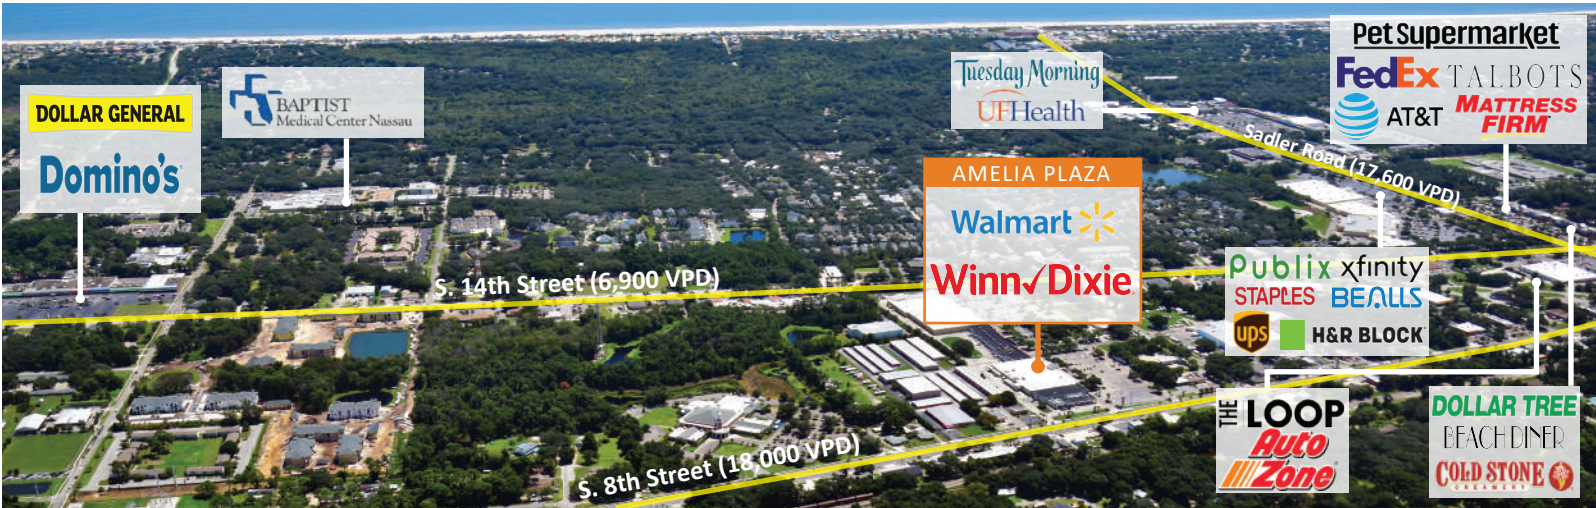 DOLLAR GENERAL
Domino's
BAPTIST
Medical Center Nassau
Tuesday Morning
UFHealth
Pet Supermarket
FedEx TALBOTS
AT&T MATTRESS FIRM
Sadler Road (17,600 VPD)
AMELIA PLAZA
Walmart
Winn Dixie
S. 14th Street (6,900 VPD)
Publix xfinity
STAPLES BEALLS
ups H&R BLOCK
THE LOOP
Auto
Zone
DOLLAR TREE
BEACH DINER
COLD STONE
CREAMERY
S. 8th Street (18,000 VPD)